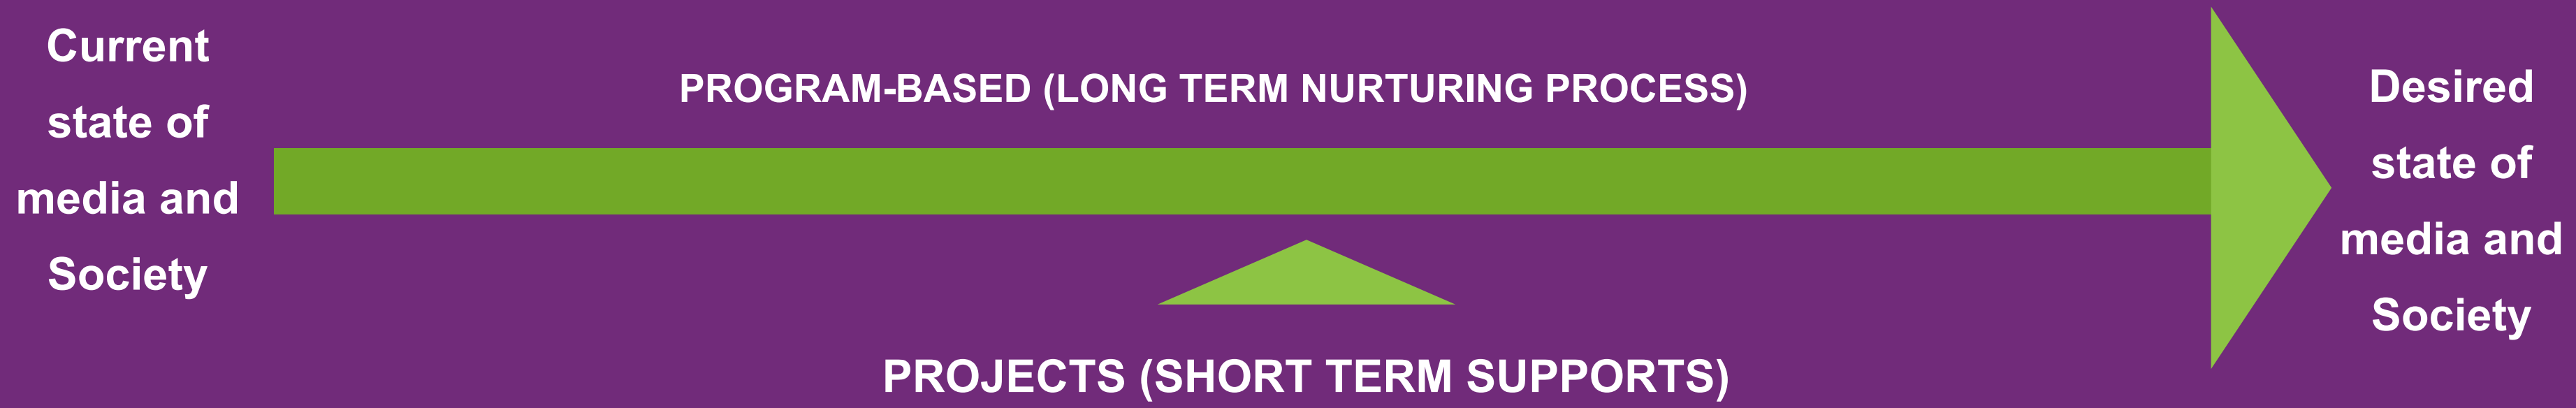 Current
state of
media and
Society
PROGRAM-BASED (LONG TERM NURTURING PROCESS)
PROJECTS (SHORT TERM SUPPORTS)
Desired
state of
media and
Society